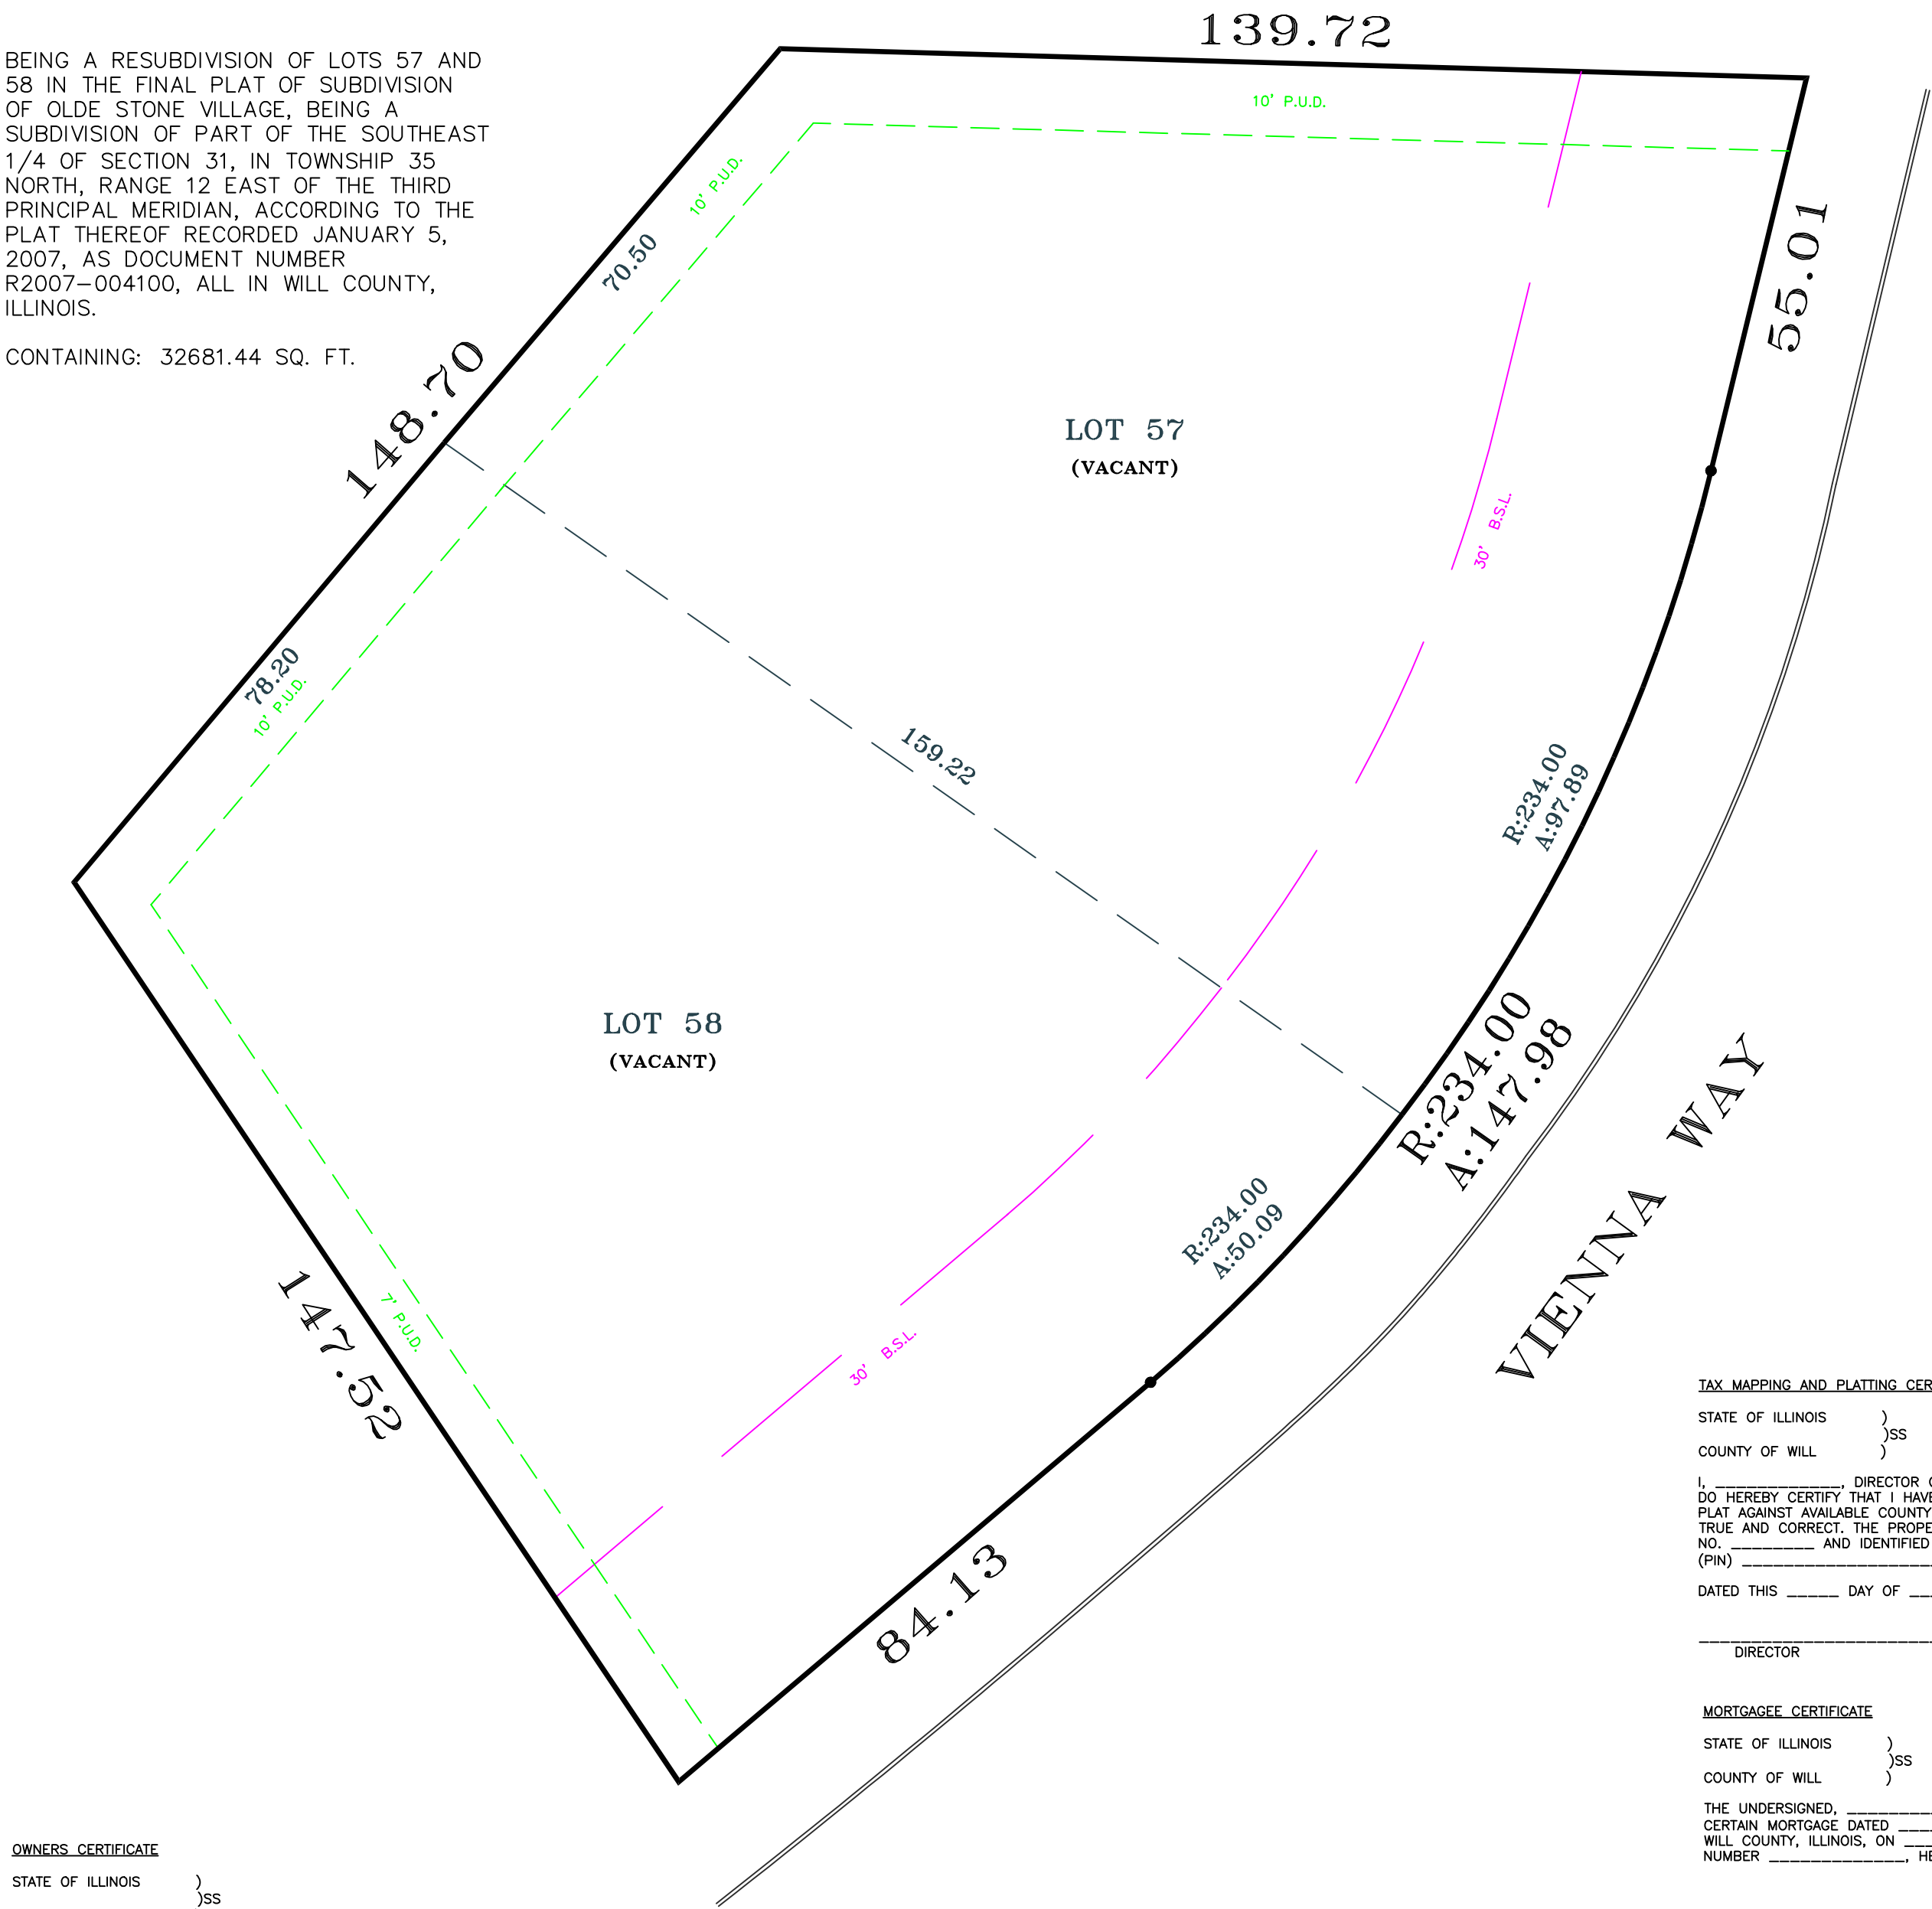 BEING A RESUBDIVISION OF LOTS 57 AND
58 IN THE FINAL PLAT OF SUBDIVISION
OF OLDE STONE VILLAGE, BEING A
SUBDIVISION OF PART OF THE SOUTHEAST
1/4 OF SECTION 31, IN TOWNSHIP 35
NORTH, RANGE 12 EAST OF THE THIRD
PRINCIPAL MERIDIAN, ACCORDING TO THE
PLAT THEREOF RECORDED JANUARY 5,
2007, AS DOCUMENT NUMBER
R2007-004100, ALL IN WILL COUNTY,
ILLINOIS.
CONTAINING: 32681.44 SQ. FT.
139.72
10' P.U.D.
10' P.U.D.
70.50
55.01
148.70
LOT 57
(VACANT)
30' B.S.L.
78.20
10' P.U.D.
159.22
R:234.00
A:97.89
LOT 58
(VACANT)
R:234.00
A:147.98
R:234.00
A:50.09
VIENNA WAY
147.52
7' P.U.D.
30' B.S.L.
84.13
TAX MAPPING AND PLATTING CER
STATE OF ILLINOIS )
)SS
COUNTY OF WILL )
I, ____________, DIRECTOR
DO HEREBY CERTIFY THAT I HAVE
PLAT AGAINST AVAILABLE COUNTY
TRUE AND CORRECT. THE PROPE
NO. ________ AND IDENTIFIED
(PIN) ___________________
DATED THIS _____ DAY OF ___
DIRECTOR
MORTGAGEE CERTIFICATE
STATE OF ILLINOIS )
)SS
COUNTY OF WILL )
THE UNDERSIGNED, _________
CERTAIN MORTGAGE DATED ____
WILL COUNTY, ILLINOIS, ON ___
NUMBER _____________, HE
OWNERS CERTIFICATE
STATE OF ILLINOIS )
)SS